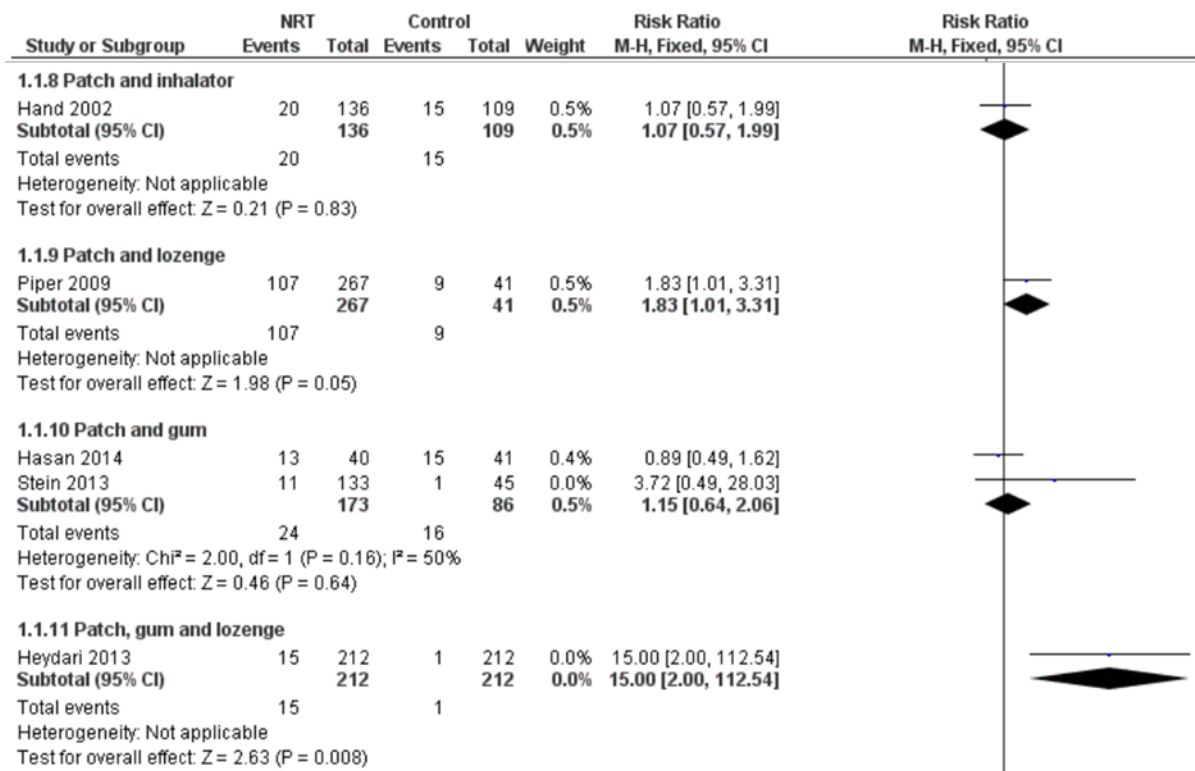 NRT Control Risk Ratio Risk Ratio
Study or Subgroup Events Total Events Total Weight M-H, Fixed, 95% CI M-H, Fixed, 95% CI
1.1.8 Patch and inhalator
Hand 2002 20 136 15 109 0.5% 1.07 [0.57, 1.99]
Subtotal (95% CI) 136 109 0.5% 1.07 [0.57, 1.99]
Total events 20 15
Heterogeneity: Not applicable
Test for overall effect: Z = 0.21 (P = 0.83)
1.1.9 Patch and lozenge
Piper 2009 107 267 9 41 0.5% 1.83 [1.01, 3.31]
Subtotal (95% CI) 267 41 0.5% 1.83 [1.01, 3.31]
Total events 107 9
Heterogeneity: Not applicable
Test for overall effect: Z = 1.98 (P = 0.05)
1.1.10 Patch and gum
Hasan 2014 13 40 15 41 0.4% 0.89 [0.49, 1.62]
Stein 2013 11 133 1 45 0.0% 3.72 [0.49, 28.03]
Subtotal (95% CI) 173 86 0.5% 1.15 [0.64, 2.06]
Total events 24 16
Heterogeneity: Chi² = 2.00, df = 1 (P = 0.16); I² = 50%
Test for overall effect: Z = 0.46 (P = 0.64)
1.1.11 Patch, gum and lozenge
Heydari 2013 15 212 1 212 0.0% 15.00 [2.00, 112.54]
Subtotal (95% CI) 212 212 0.0% 15.00 [2.00, 112.54]
Total events 15 1
Heterogeneity: Not applicable
Test for overall effect: Z = 2.63 (P = 0.008)